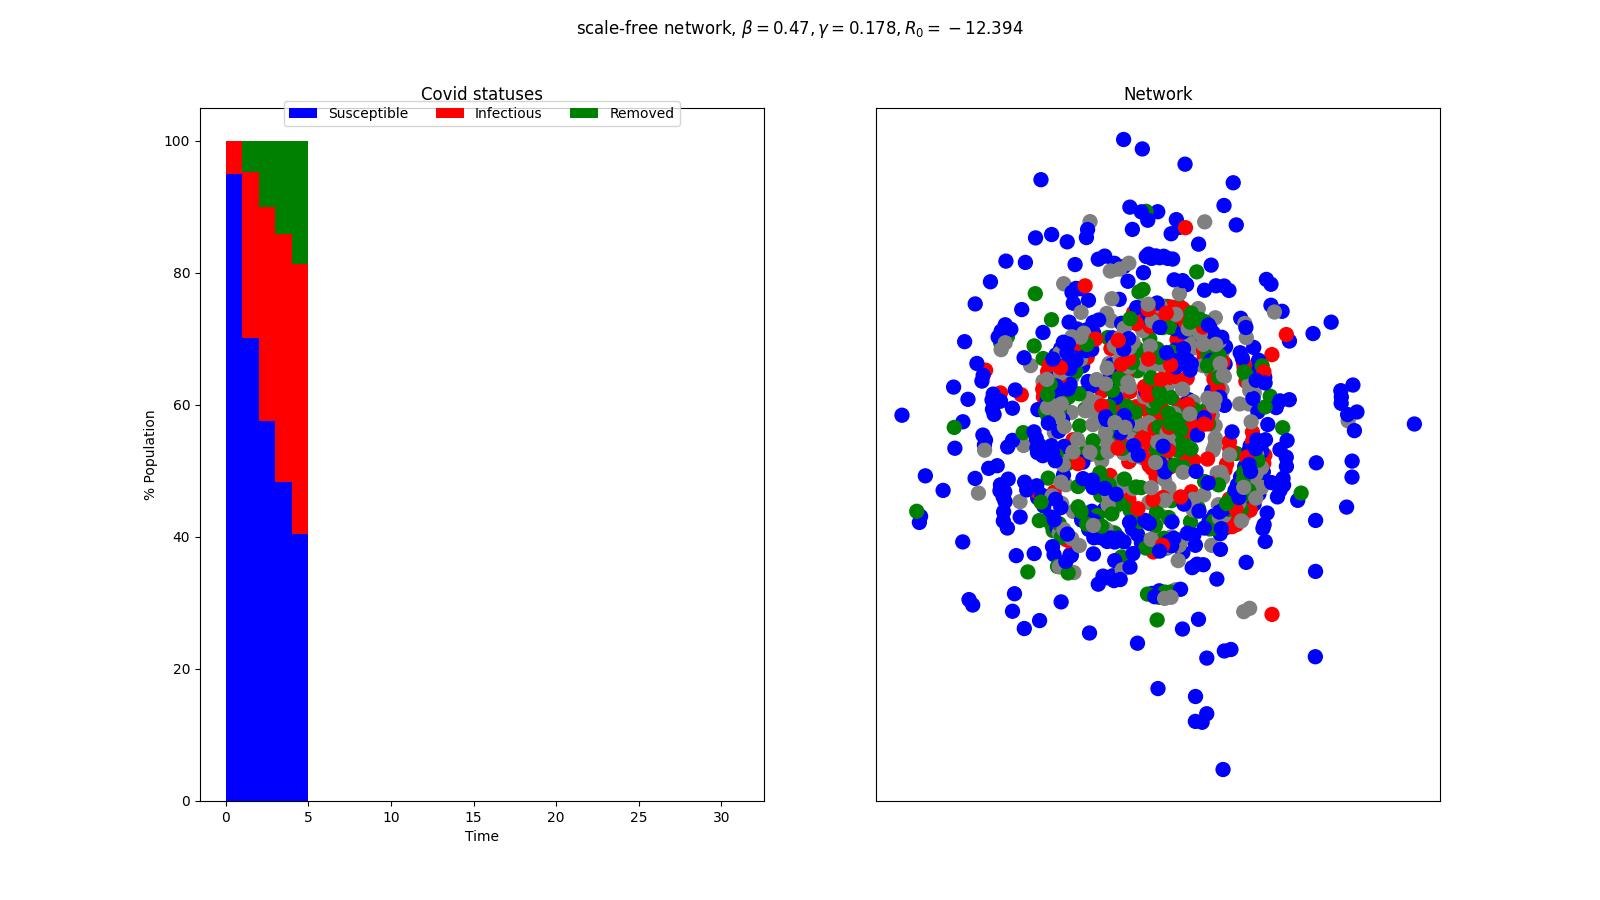 scale-free network, β = 0.47, γ = 0.178, R₀ = − 12.394
Covid statuses
Susceptible Infectious Removed
% Population
100
80
60
40
20
0
0 5 10 15 20 25 30
Time
Network